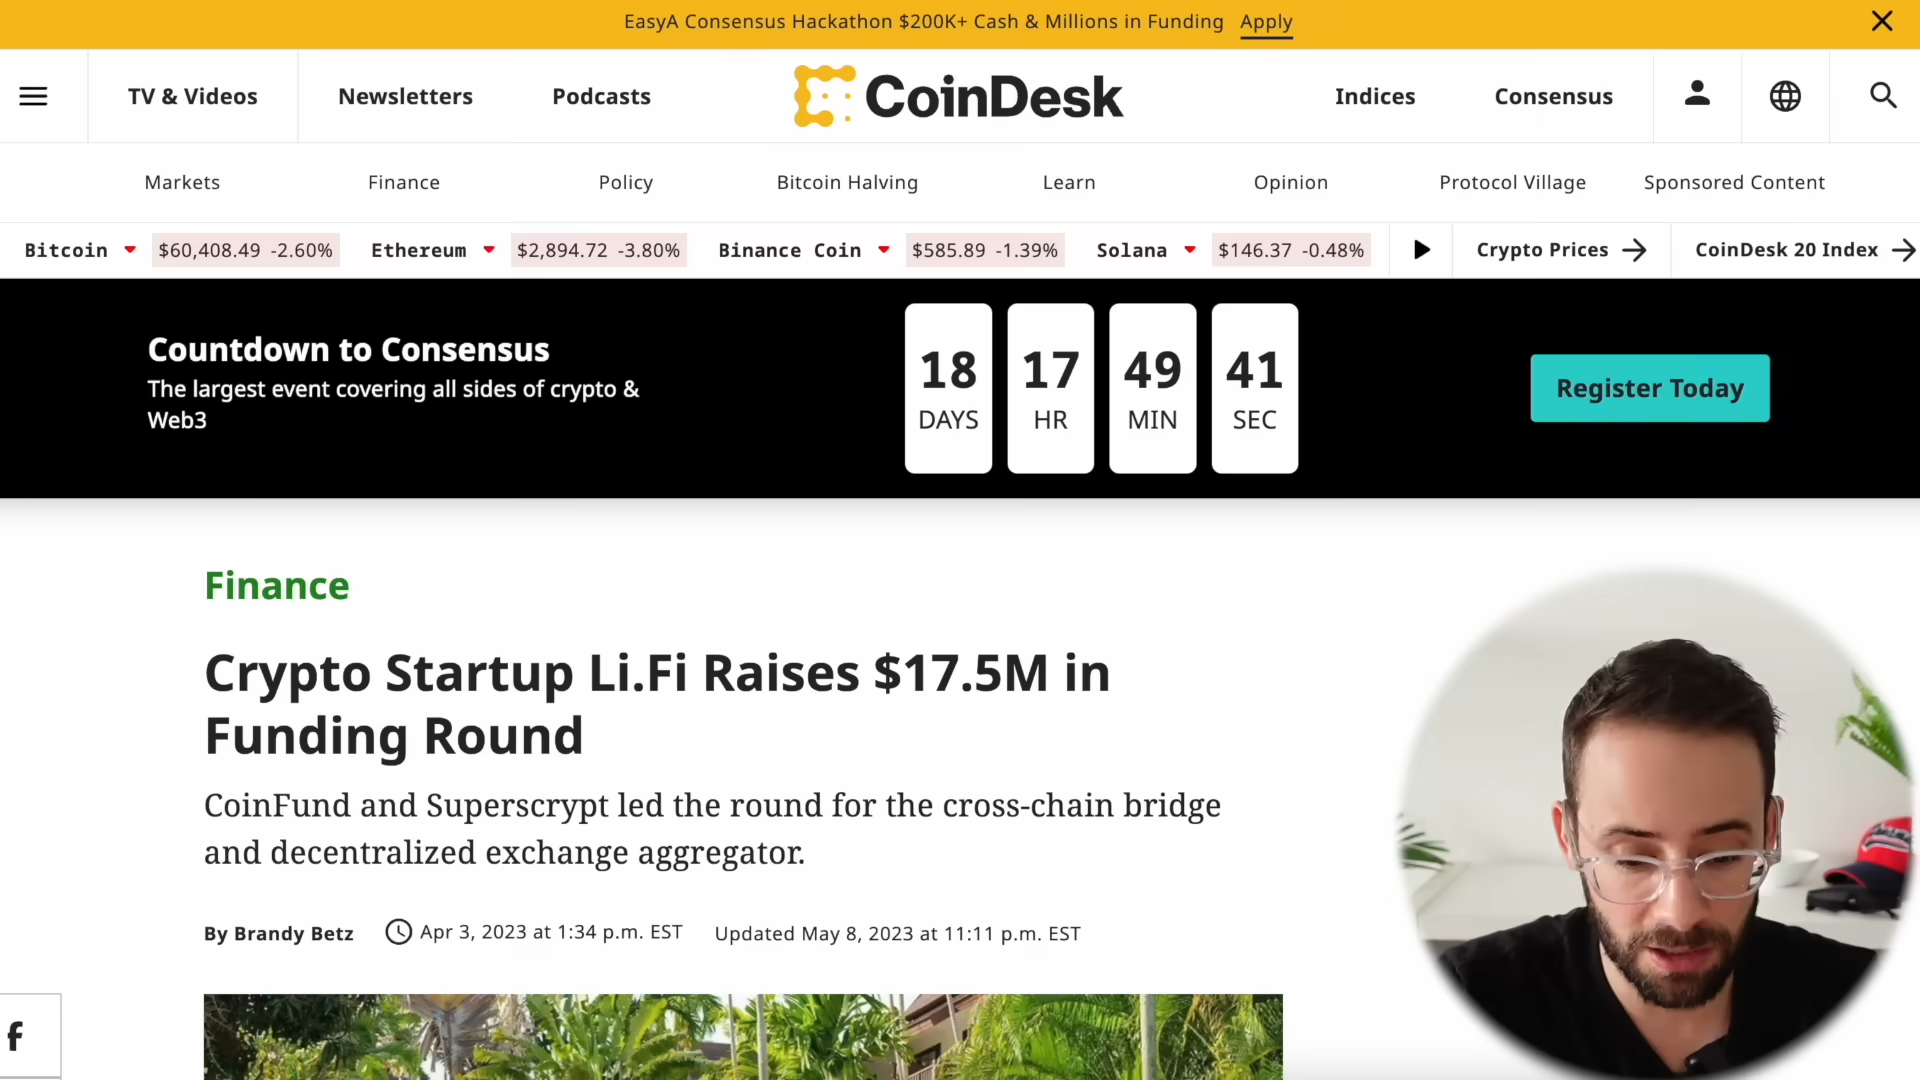 EasyA Consensus Hackathon $200K+ Cash & Millions in Funding Apply
TV & Videos Newsletters Podcasts CoinDesk Indices Consensus
Markets Finance Policy Bitcoin Halving Learn Opinion Protocol Village Sponsored Content
Bitcoin $60,408.49 -2.60% Ethereum $2,894.72 -3.80% Binance Coin $585.89 -1.39% Solana $146.37 -0.48% Crypto Prices CoinDesk 20 Index
Countdown to Consensus
The largest event covering all sides of crypto &
Web3
18 17 49 41
DAYS HR MIN SEC
Register Today
Finance
Crypto Startup Li.Fi Raises $17.5M in
Funding Round
CoinFund and Superscrypt led the round for the cross-chain bridge
and decentralized exchange aggregator.
By Brandy Betz Apr 3, 2023 at 1:34 p.m. EST Updated May 8, 2023 at 11:11 p.m. EST
f